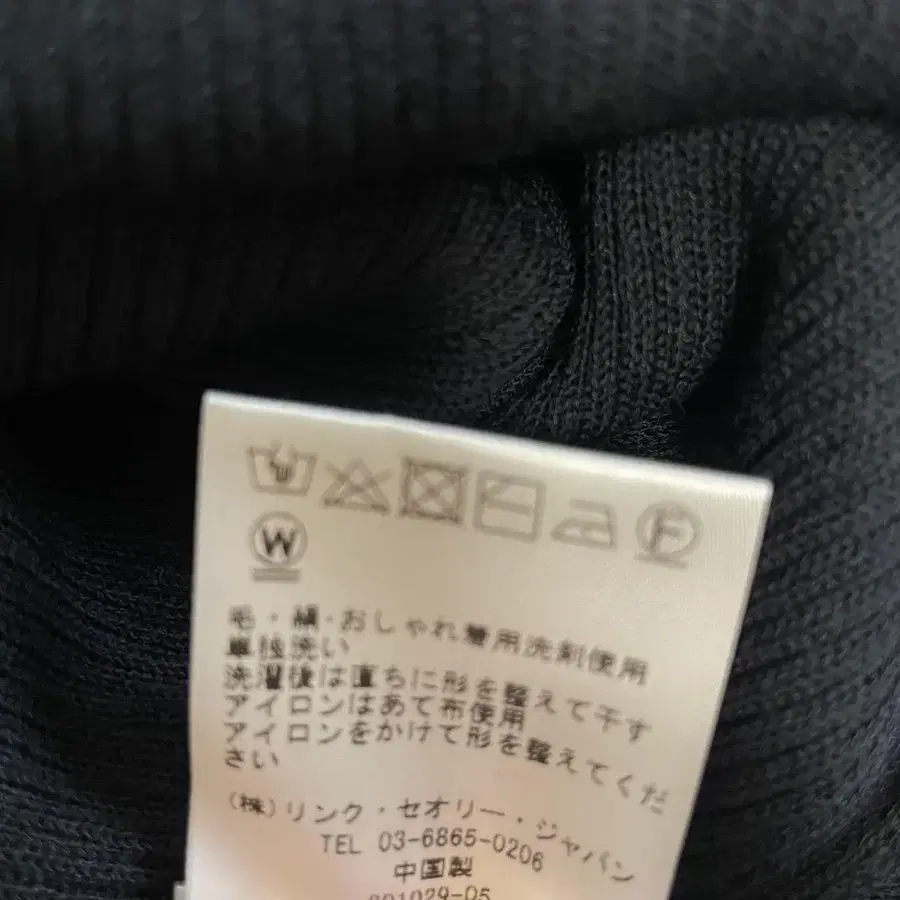 F
W
毛・絹・おしゃれ着用洗剤使用
単独洗い
洗濯後は直ちに形を整えて干す
アイロンはあて布使用
アイロンをかけて形を整えてくだ
さい
(株)リンク・セオリー・ジャパン
TEL 03-6865-0206
中国製
801029-05